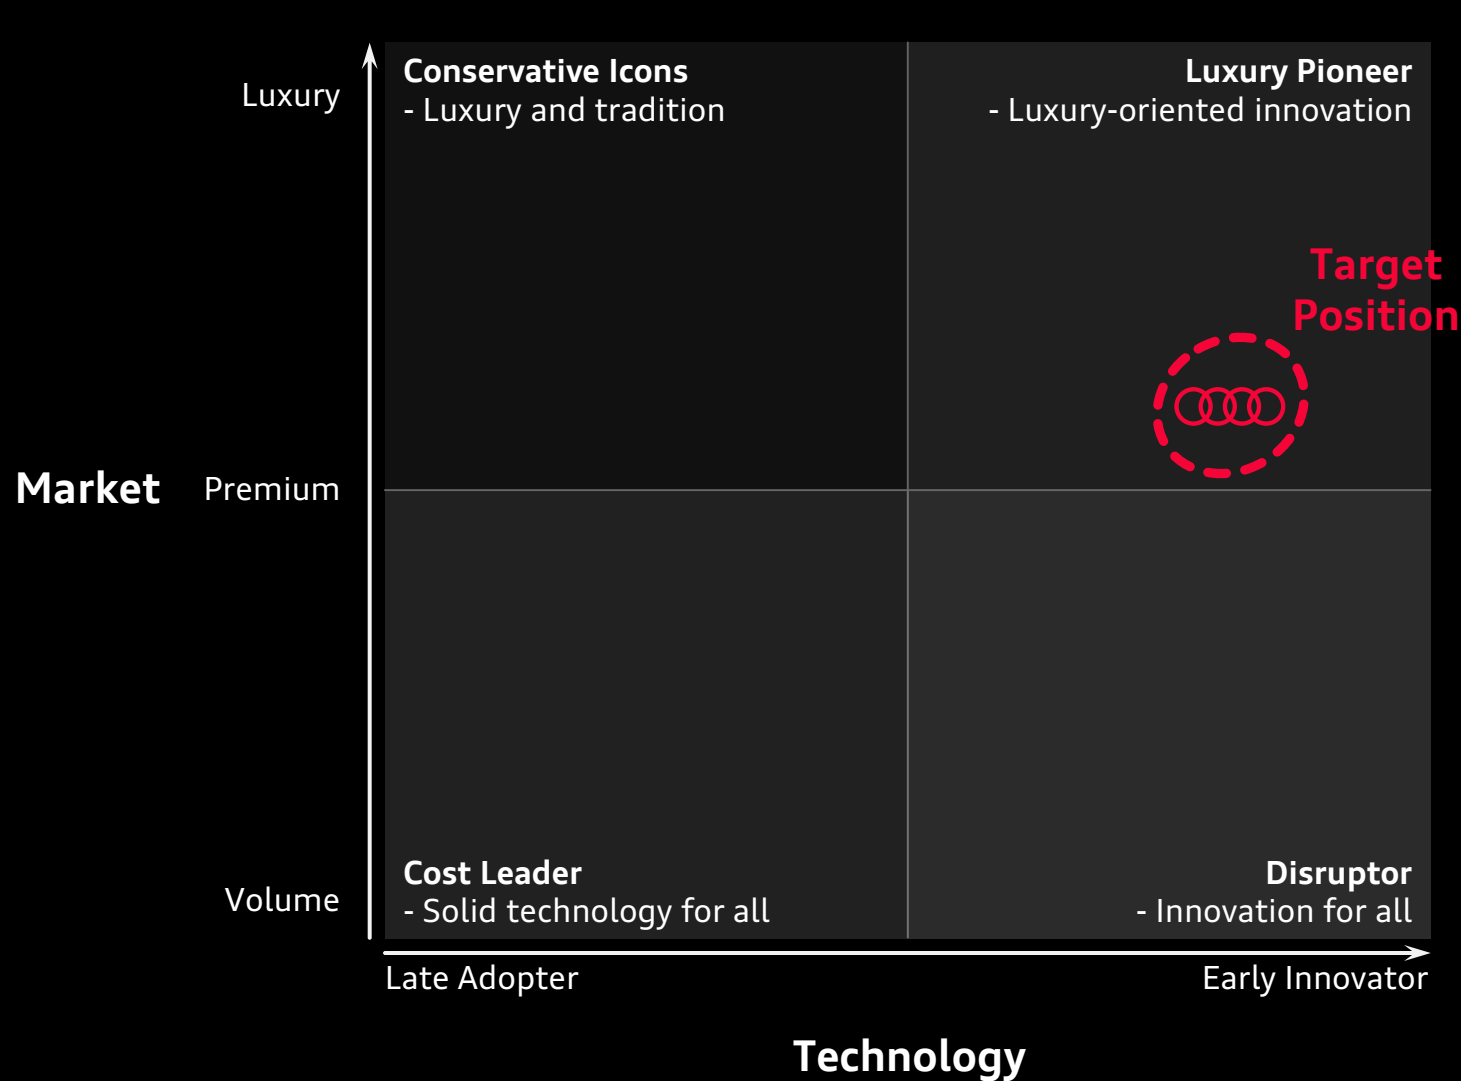 Luxury
Conservative Icons
- Luxury and tradition
Luxury Pioneer
- Luxury-oriented innovation
Target
Position
Market
Premium
Volume
Cost Leader
- Solid technology for all
Disruptor
- Innovation for all
Late Adopter
Early Innovator
Technology